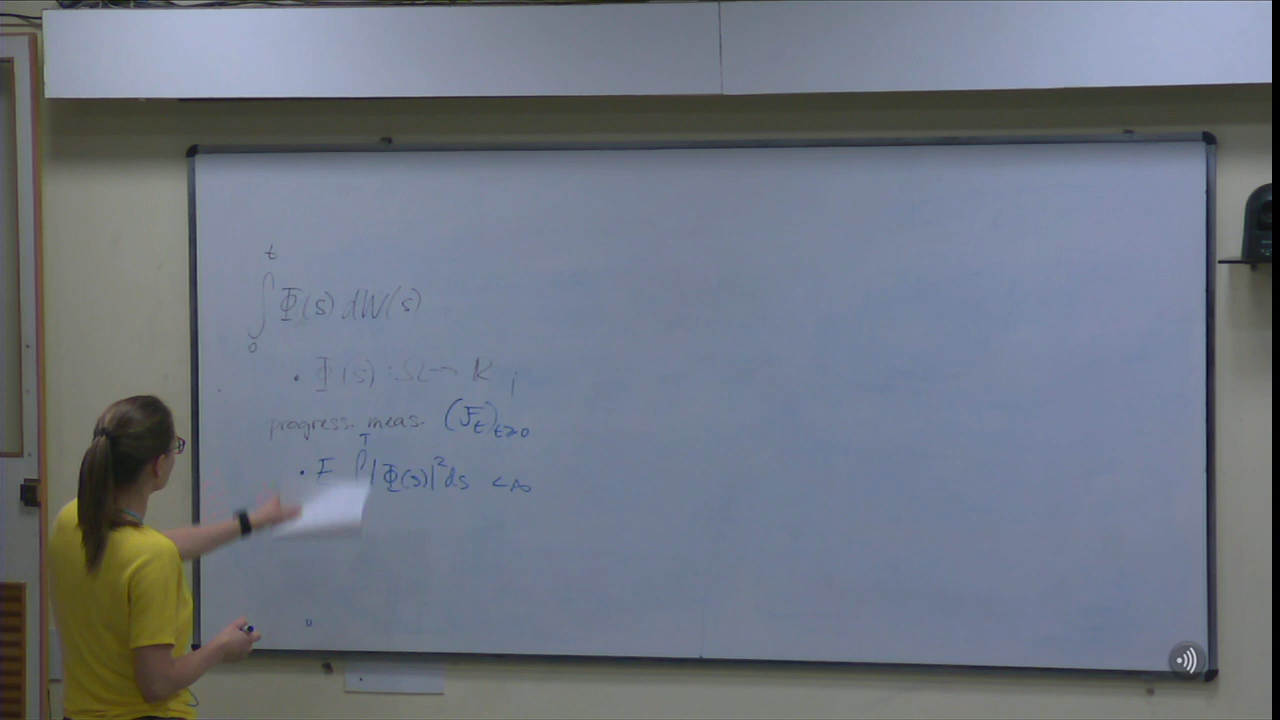 t
∫ Φ(s) dW(s)
0
• Φ(s) : Ω → R ;
progress. meas. (F_t)_{t≥0}
• E ∫^T |Φ(s)|² ds < ∞